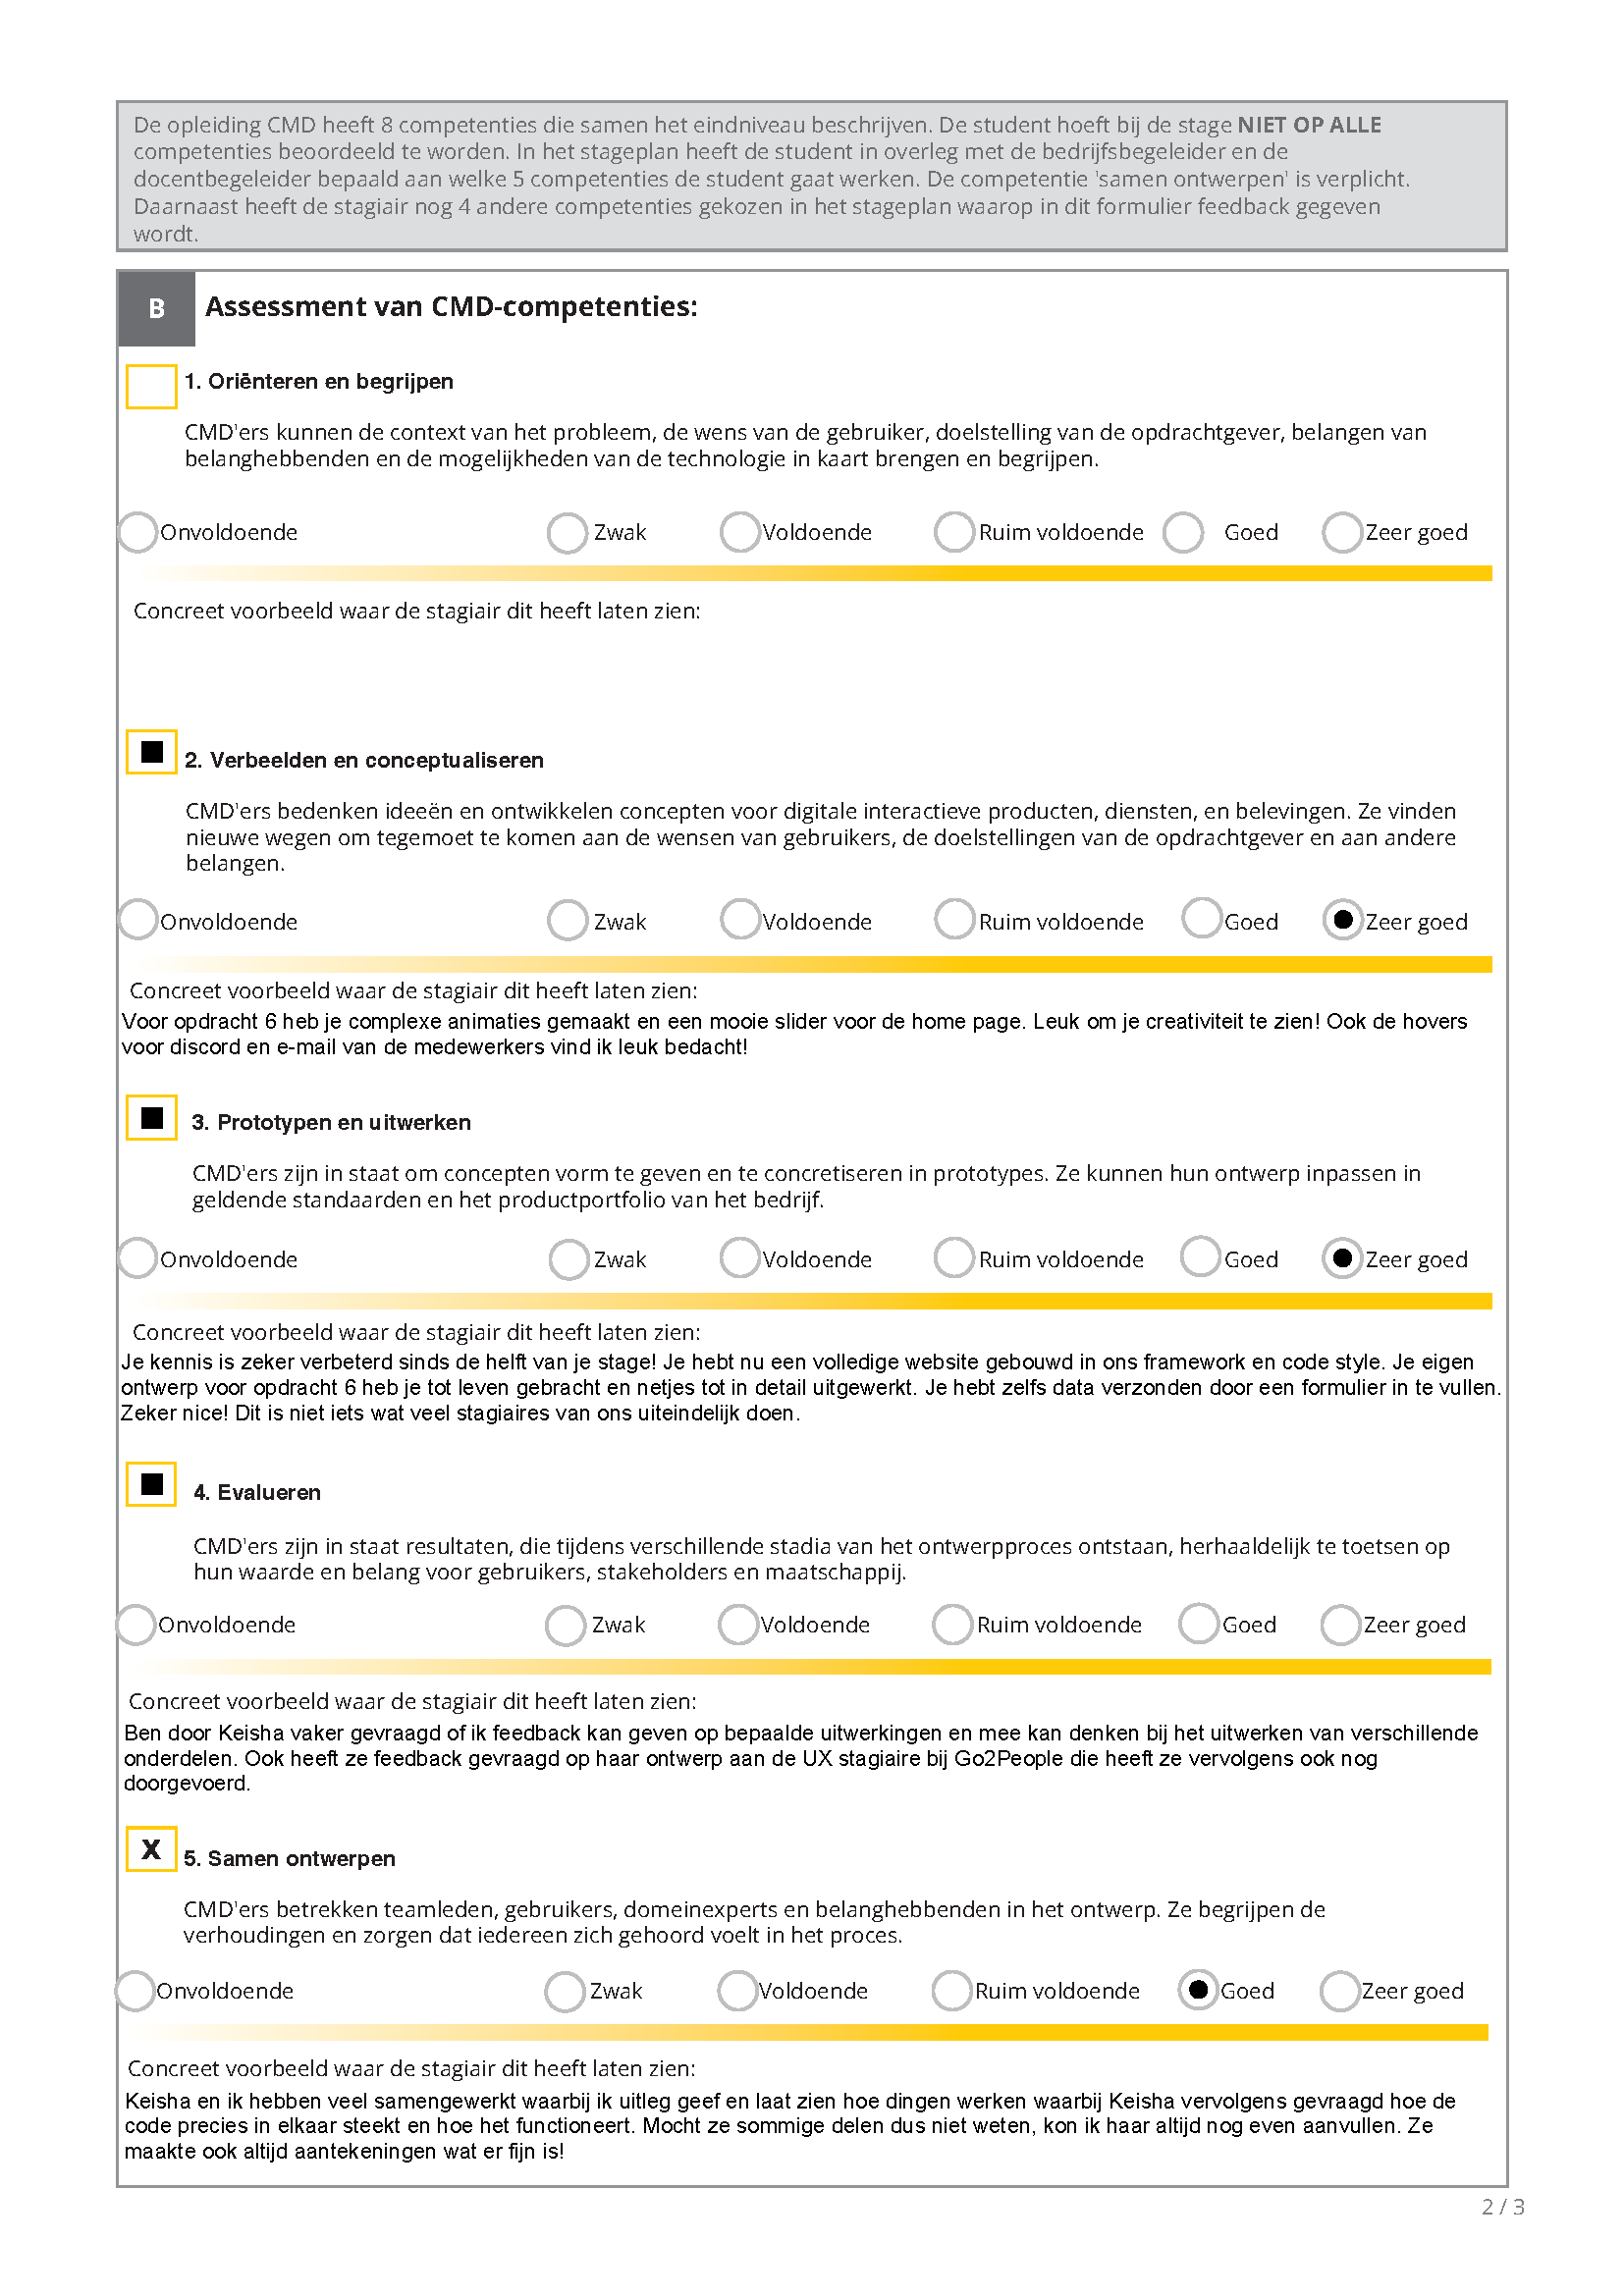 De opleiding CMD heeft 8 competenties die samen het eindniveau beschrijven. De student hoeft bij de stage NIET OP ALLE
competenties beoordeeld te worden. In het stageplan heeft de student in overleg met de bedrijfsbegeleider en de
docentbegeleider bepaald aan welke 5 competenties de student gaat werken. De competentie 'samen ontwerpen' is verplicht.
Daarnaast heeft de stagiair nog 4 andere competenties gekozen in het stageplan waarop in dit formulier feedback gegeven
wordt.
B Assessment van CMD-competenties:
1. Oriënteren en begrijpen
CMD'ers kunnen de context van het probleem, de wens van de gebruiker, doelstelling van de opdrachtgever, belangen van
belanghebbenden en de mogelijkheden van de technologie in kaart brengen en begrijpen.
Onvoldoende Zwak Voldoende Ruim voldoende Goed Zeer goed
Concreet voorbeeld waar de stagiair dit heeft laten zien:
2. Verbeelden en conceptualiseren
CMD'ers bedenken ideeën en ontwikkelen concepten voor digitale interactieve producten, diensten, en belevingen. Ze vinden
nieuwe wegen om tegemoet te komen aan de wensen van gebruikers, de doelstellingen van de opdrachtgever en aan andere
belangen.
Onvoldoende Zwak Voldoende Ruim voldoende Goed Zeer goed
Concreet voorbeeld waar de stagiair dit heeft laten zien:
Voor opdracht 6 heb je complexe animaties gemaakt en een mooie slider voor de home page. Leuk om je creativiteit te zien! Ook de hovers
voor discord en e-mail van de medewerkers vind ik leuk bedacht!
3. Prototypen en uitwerken
CMD'ers zijn in staat om concepten vorm te geven en te concretiseren in prototypes. Ze kunnen hun ontwerp inpassen in
geldende standaarden en het productportfolio van het bedrijf.
Onvoldoende Zwak Voldoende Ruim voldoende Goed Zeer goed
Concreet voorbeeld waar de stagiair dit heeft laten zien:
Je kennis is zeker verbeterd sinds de helft van je stage! Je hebt nu een volledige website gebouwd in ons framework en code style. Je eigen
ontwerp voor opdracht 6 heb je tot leven gebracht en netjes tot in detail uitgewerkt. Je hebt zelfs data verzonden door een formulier in te vullen.
Zeker nice! Dit is niet iets wat veel stagiaires van ons uiteindelijk doen.
4. Evalueren
CMD'ers zijn in staat resultaten, die tijdens verschillende stadia van het ontwerpproces ontstaan, herhaaldelijk te toetsen op
hun waarde en belang voor gebruikers, stakeholders en maatschappij.
Onvoldoende Zwak Voldoende Ruim voldoende Goed Zeer goed
Concreet voorbeeld waar de stagiair dit heeft laten zien:
Ben door Keisha vaker gevraagd of ik feedback kan geven op bepaalde uitwerkingen en mee kan denken bij het uitwerken van verschillende
onderdelen. Ook heeft ze feedback gevraagd op haar ontwerp aan de UX stagiaire bij Go2People die heeft ze vervolgens ook nog
doorgevoerd.
X 5. Samen ontwerpen
CMD'ers betrekken teamleden, gebruikers, domeinexperts en belanghebbenden in het ontwerp. Ze begrijpen de
verhoudingen en zorgen dat iedereen zich gehoord voelt in het proces.
Onvoldoende Zwak Voldoende Ruim voldoende Goed Zeer goed
Concreet voorbeeld waar de stagiair dit heeft laten zien:
Keisha en ik hebben veel samengewerkt waarbij ik uitleg geef en laat zien hoe dingen werken waarbij Keisha vervolgens gevraagd hoe de
code precies in elkaar steekt en hoe het functioneert. Mocht ze sommige delen dus niet weten, kon ik haar altijd nog even aanvullen. Ze
maakte ook altijd aantekeningen wat er fijn is!
2 / 3